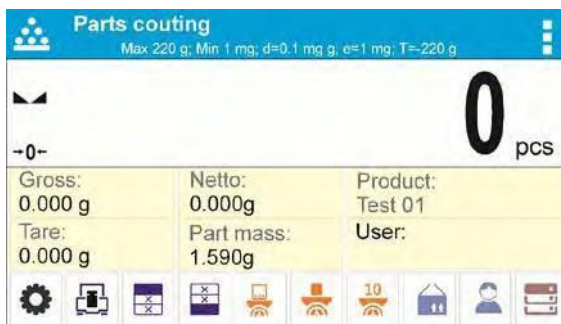 Parts couting
Max 220 g; Min 1 mg; d=0.1 mg g, e=1 mg; T=-220 g
→0←
0 pcs
Gross:
0.000 g
Netto:
0.000g
Product:
Test 01
Tare:
0.000 g
Part mass:
1.590g
User:
10